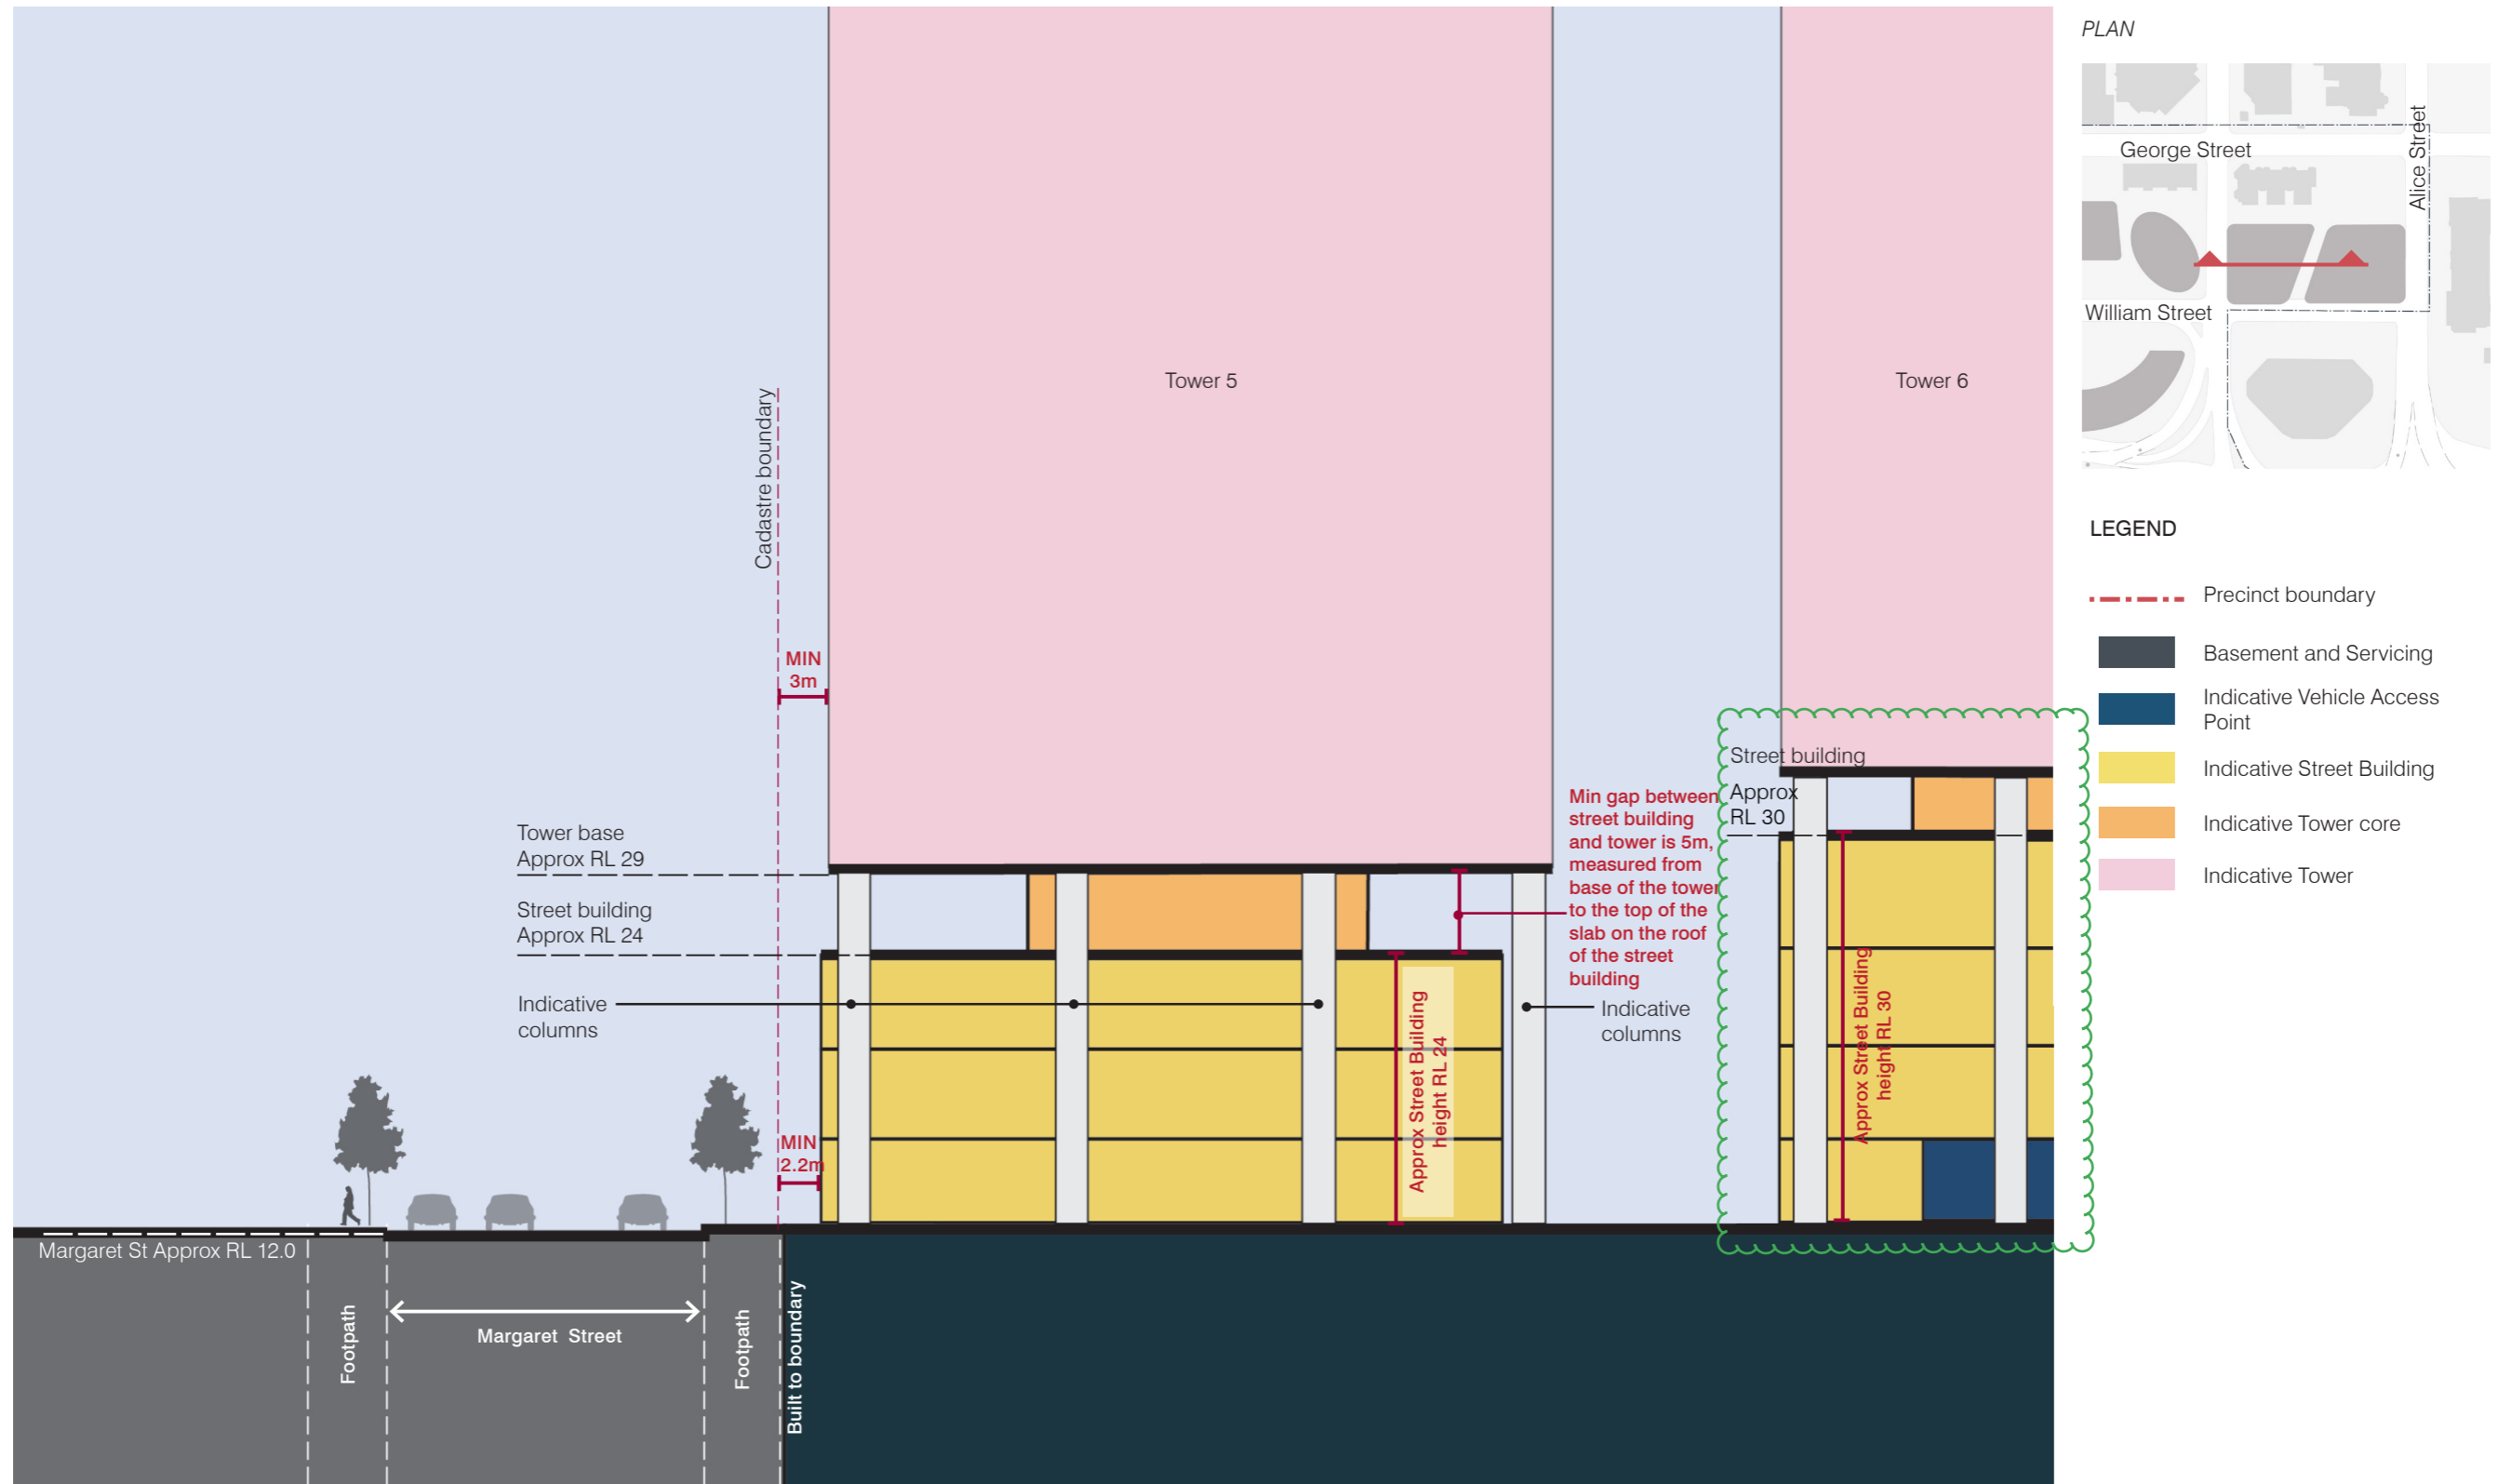 PLAN
George Street
Alice Street
William Street
LEGEND
Precinct boundary
Basement and Servicing
Indicative Vehicle Access
Point
Indicative Street Building
Indicative Tower core
Indicative Tower
Tower 5
Tower 6
Cadastre boundary
MIN
3m
Street building
Approx
RL 30
Min gap between
street building
and tower is 5m,
measured from
base of the tower
to the top of the
slab on the roof
of the street
building
Tower base
Approx RL 29
Street building
Approx RL 24
Indicative
columns
Indicative
columns
Approx Street Building
height RL 24
Approx Street Building
height RL 30
MIN
2.2m
Margaret St Approx RL 12.0
Footpath
Margaret Street
Footpath
Built to boundary